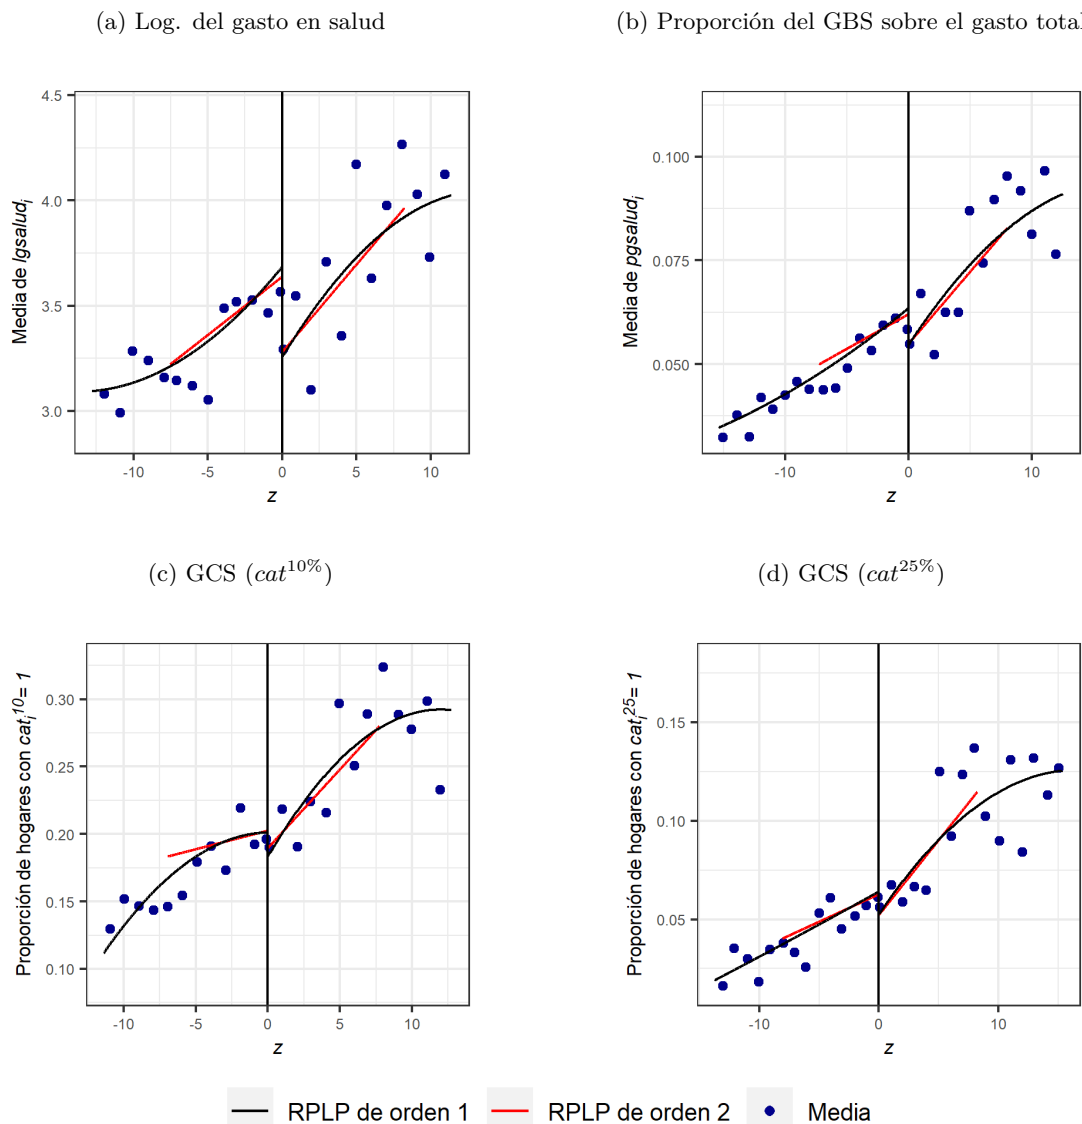 (a) Log. del gasto en salud
(b) Proporción del GBS sobre el gasto total
4.5
4.0
3.5
3.0
Media de lgsalud_i
-10 -5 0 5 10
z
0.100
0.075
0.050
Media de pgsalud_i
-10 0 10
z
(c) GCS (cat^{10%})
(d) GCS (cat^{25%})
0.30
0.25
0.20
0.15
0.10
Proporción de hogares con cat_i^{10}= 1
-10 -5 0 5 10
z
0.15
0.10
0.05
Proporción de hogares con cat_i^{25}= 1
-10 0 10
z
RPLP de orden 1 RPLP de orden 2 Media